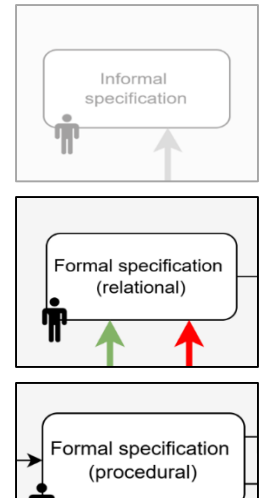 Informal
specification
Formal specification
(relational)
Formal specification
(procedural)